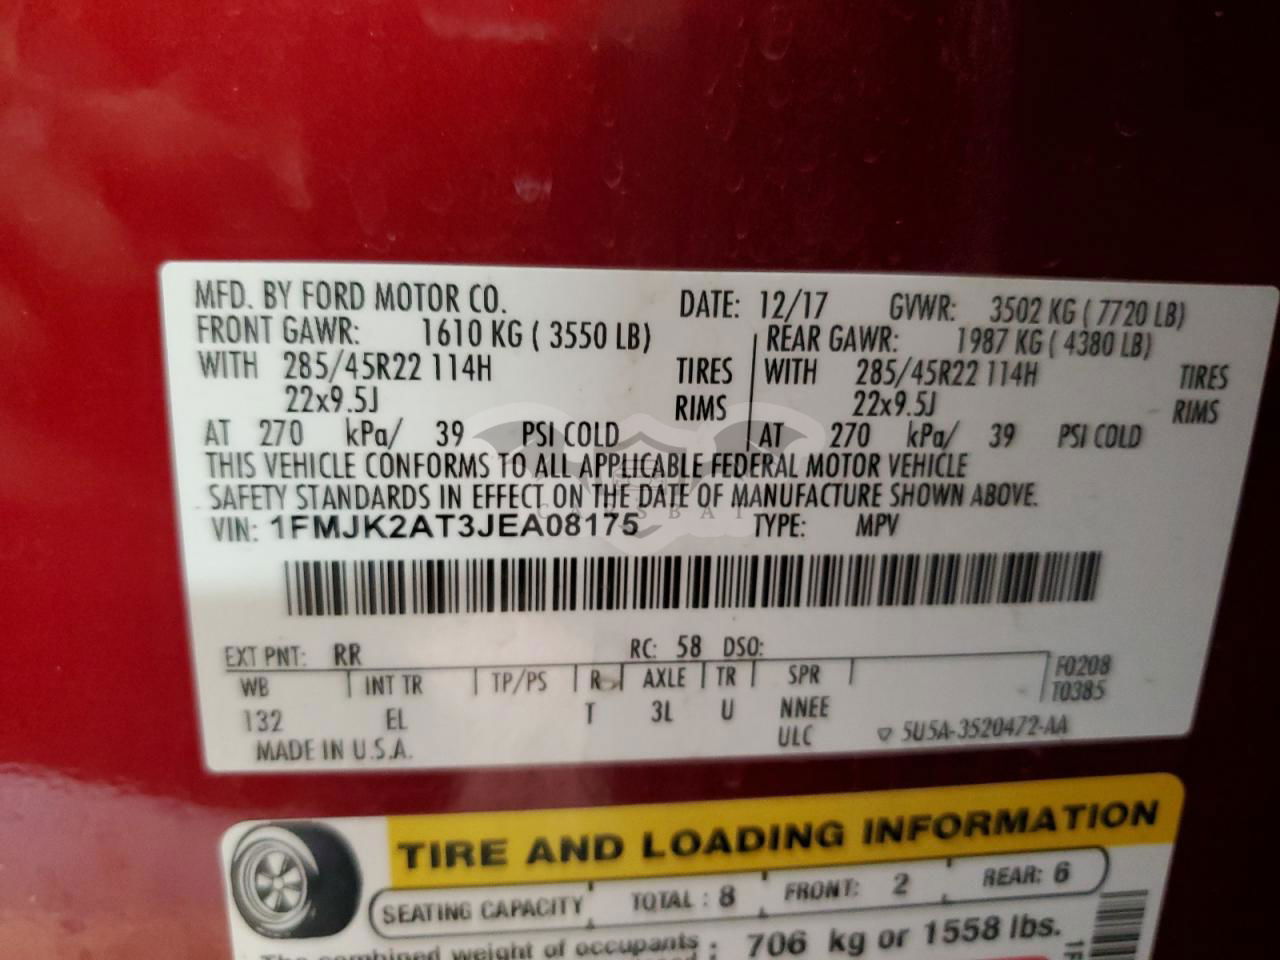 MFD. BY FORD MOTOR CO. DATE: 12/17 GVWR: 3502 KG ( 7720 LB)
FRONT GAWR: 1610 KG ( 3550 LB) REAR GAWR: 1987 KG ( 4380 LB)
WITH 285/45R22 114H TIRES WITH 285/45R22 114H TIRES
22x9.5J RIMS 22x9.5J RIMS
AT 270 kPa/ 39 PSI COLD AT 270 kPa/ 39 PSI COLD
THIS VEHICLE CONFORMS TO ALL APPLICABLE FEDERAL MOTOR VEHICLE
SAFETY STANDARDS IN EFFECT ON THE DATE OF MANUFACTURE SHOWN ABOVE.
VIN: 1FMJK2AT3JEA08175 TYPE: MPV
EXT PNT: RR RC: 58 DSO:
WB INT TR TP/PS R AXLE TR SPR F0208
T0385
132 EL T 3L U NNEE
MADE IN U.S.A. ULC 5U5A-3520472-AA
TIRE AND LOADING INFORMATION
SEATING CAPACITY TOTAL : 8 FRONT: 2 REAR: 6
The combined weight of occupants : 706 kg or 1558 lbs.